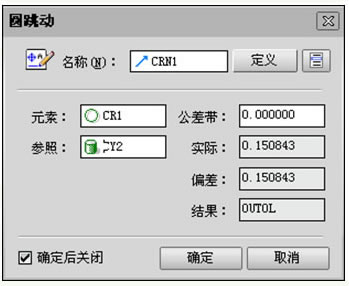 圆跳动
名称(N)： CRN1 定义
元素： CR1 公差带： 0.000000
参照： CY2 实际： 0.150843
偏差： 0.150843
结果： OUTOL
确定后关闭 确定 取消